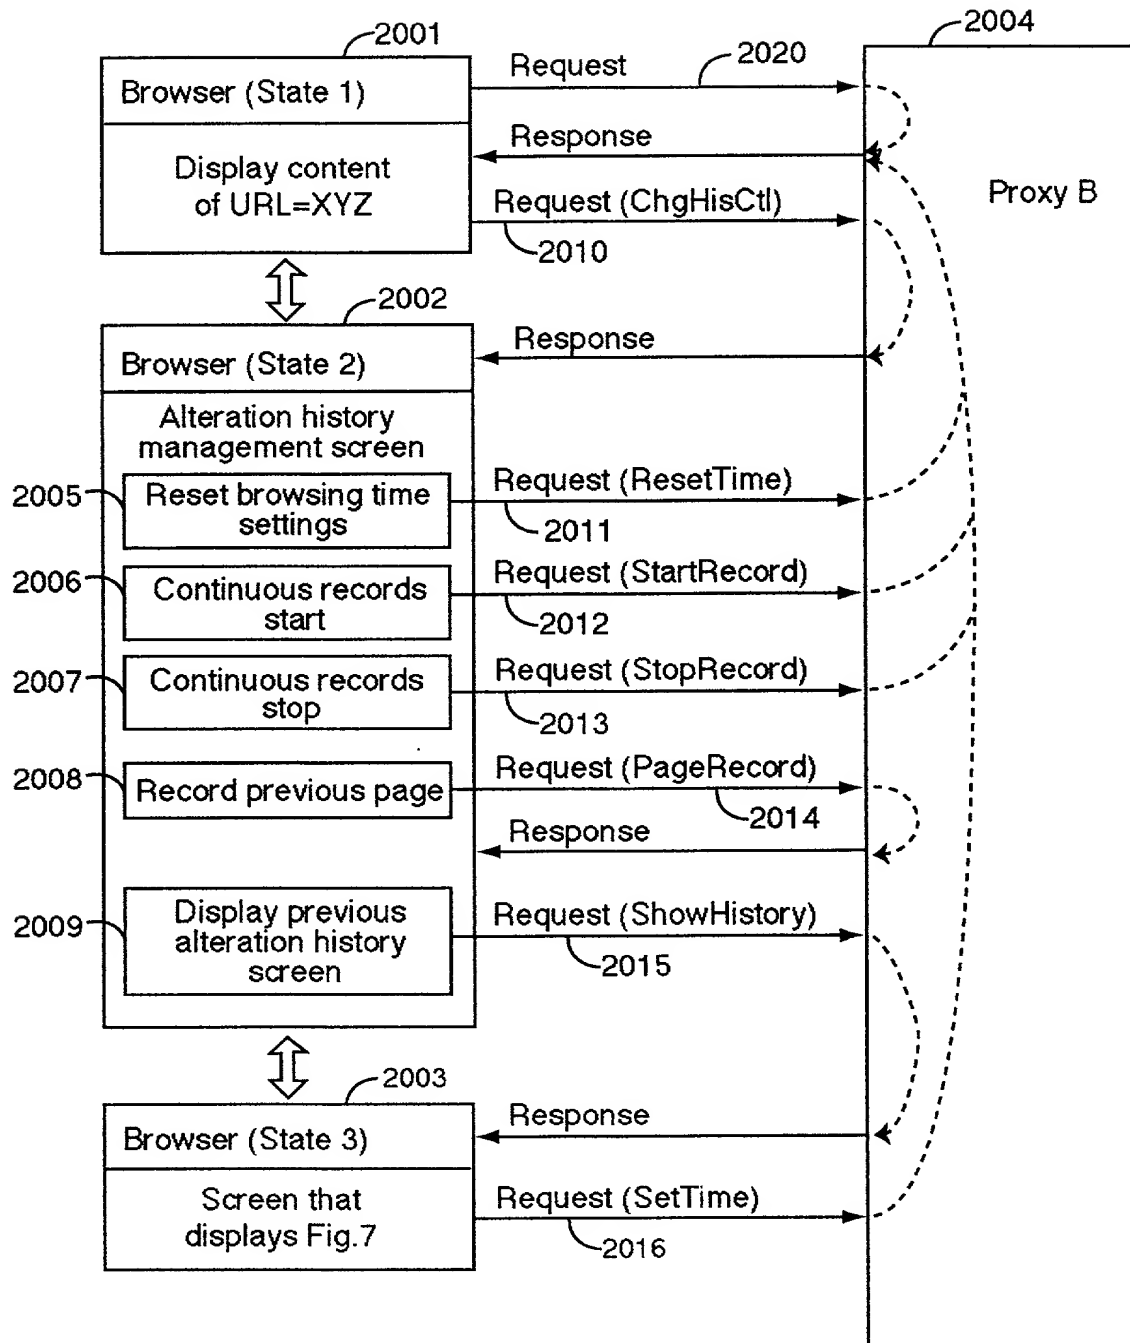 2001
2004
Request
2020
Browser (State 1)
Response
Display content
of URL=XYZ
Proxy B
Request (ChgHisCtl)
2010
2002
Response
Browser (State 2)
Alteration history
management screen
2005
Reset browsing time
settings
Request (ResetTime)
2011
2006
Continuous records
start
Request (StartRecord)
2012
2007
Continuous records
stop
Request (StopRecord)
2013
2008
Record previous page
Request (PageRecord)
2014
Response
2009
Display previous
alteration history
screen
Request (ShowHistory)
2015
2003
Response
Browser (State 3)
Screen that
displays Fig.7
Request (SetTime)
2016